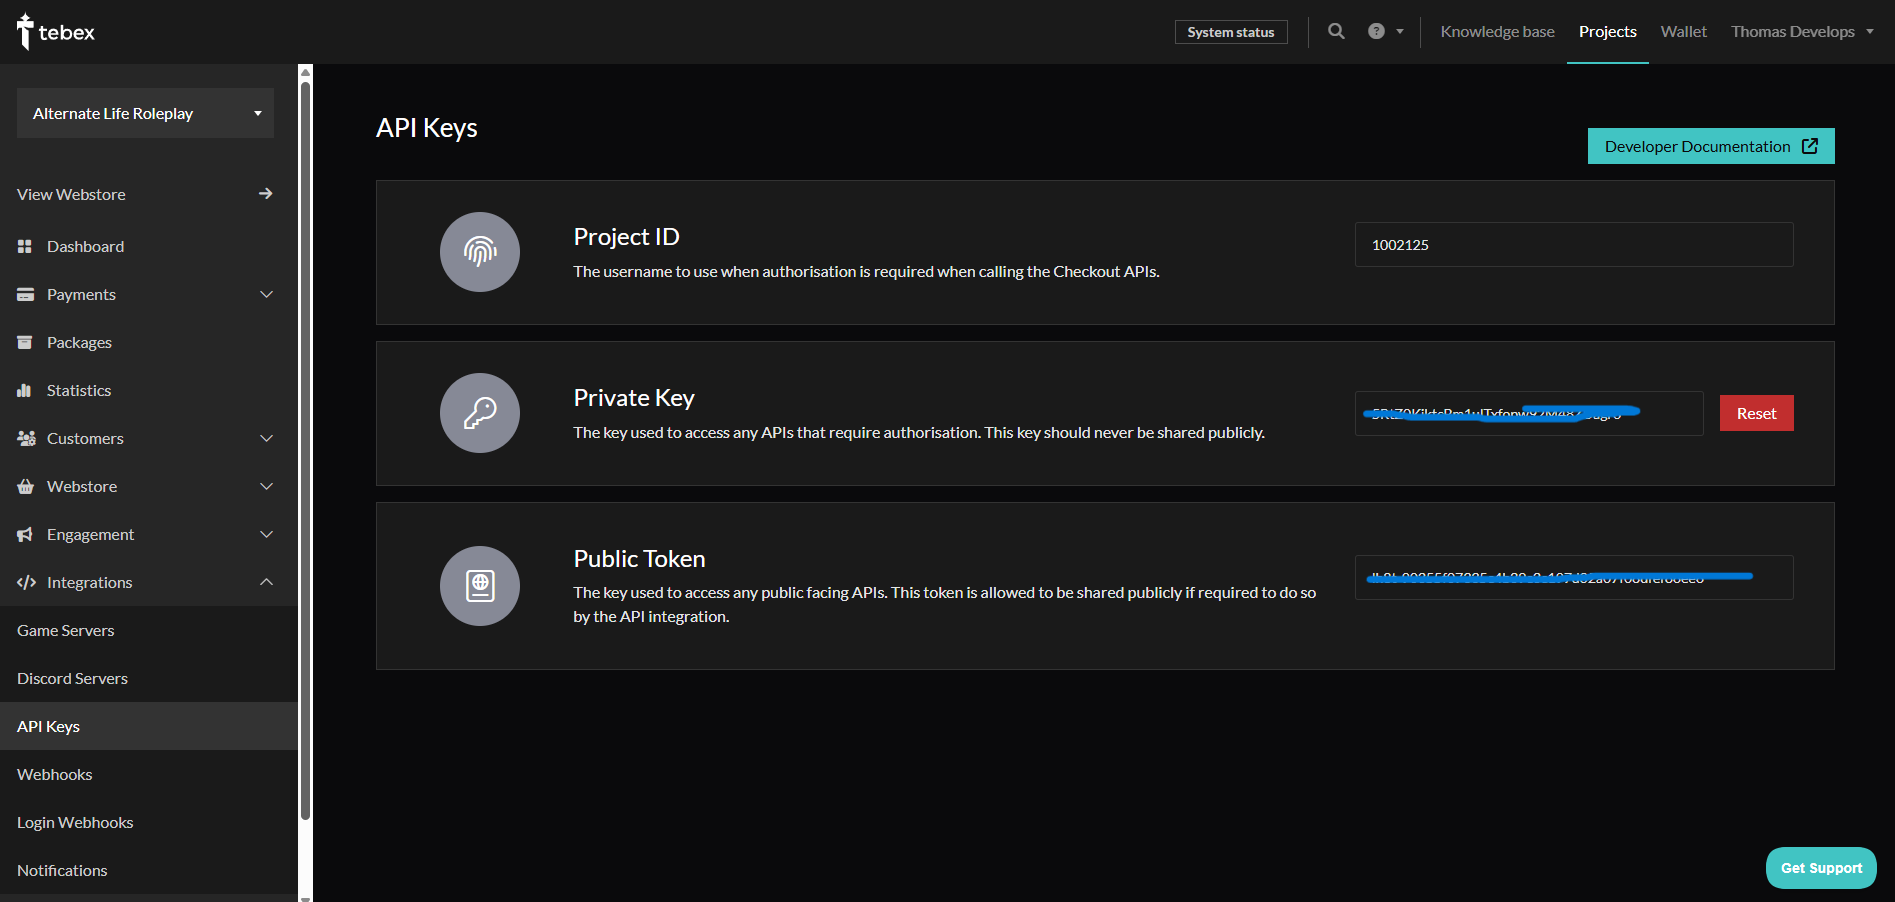 tebex
System status
Knowledge base
Projects
Wallet
Thomas Develops
Alternate Life Roleplay
View Webstore
Dashboard
Payments
Packages
Statistics
Customers
Webstore
Engagement
Integrations
Game Servers
Discord Servers
API Keys
Webhooks
Login Webhooks
Notifications
API Keys
Developer Documentation
Project ID
The username to use when authorisation is required when calling the Checkout APIs.
1002125
Private Key
The key used to access any APIs that require authorisation. This key should never be shared publicly.
Reset
Public Token
The key used to access any public facing APIs. This token is allowed to be shared publicly if required to do so
by the API integration.
Get Support